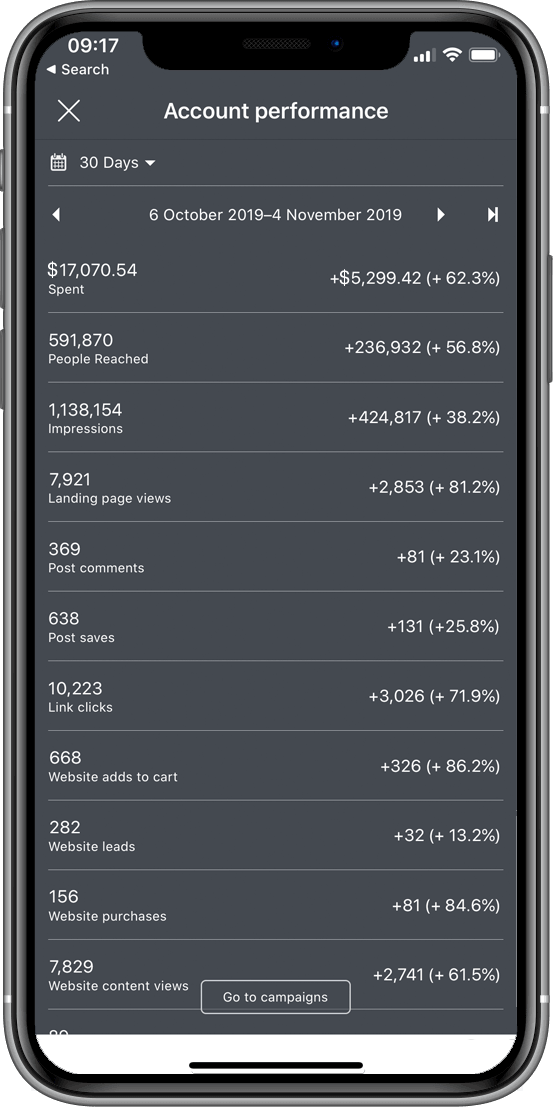 09:17
Search
Account performance
30 Days
6 October 2019–4 November 2019
$17,070.54
Spent
+$5,299.42 (+ 62.3%)
591,870
People Reached
+236,932 (+ 56.8%)
1,138,154
Impressions
+424,817 (+ 38.2%)
7,921
Landing page views
+2,853 (+ 81.2%)
369
Post comments
+81 (+ 23.1%)
638
Post saves
+131 (+25.8%)
10,223
Link clicks
+3,026 (+ 71.9%)
668
Website adds to cart
+326 (+ 86.2%)
282
Website leads
+32 (+ 13.2%)
156
Website purchases
+81 (+ 84.6%)
7,829
Website content views
+2,741 (+ 61.5%)
Go to campaigns